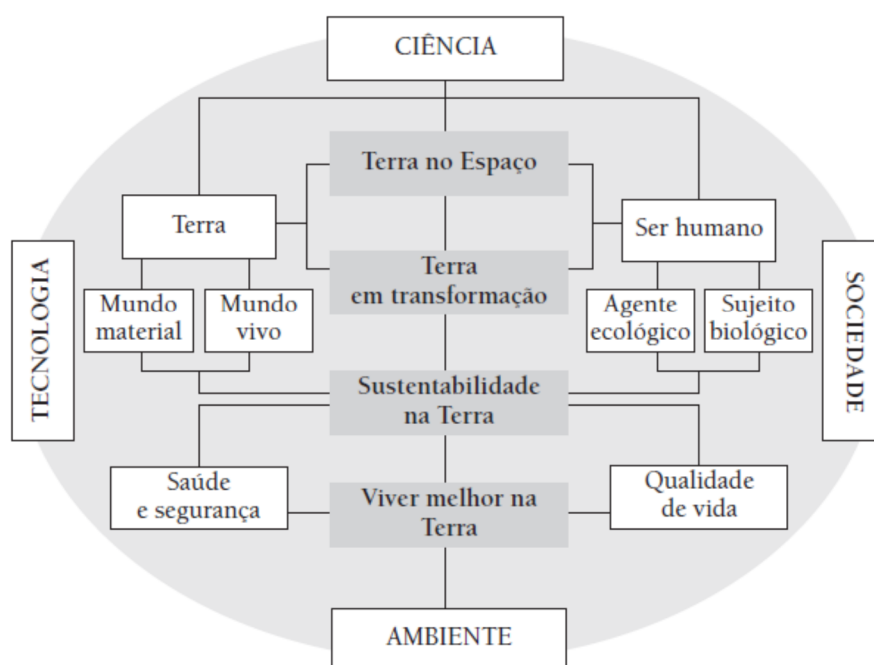 CIÊNCIA
Terra no Espaço
Terra
Ser humano
Terra
em transformação
TECNOLOGIA
SOCIEDADE
Mundo
material
Mundo
vivo
Agente
ecológico
Sujeito
biológico
Sustentabilidade
na Terra
Saúde
e segurança
Viver melhor na
Terra
Qualidade
de vida
AMBIENTE